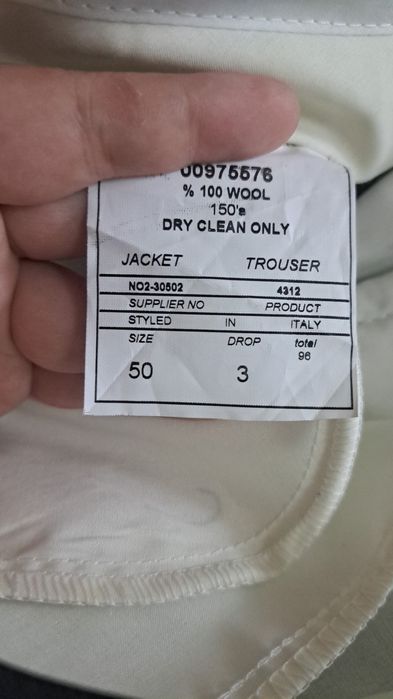 00975576
% 100 WOOL
150's
DRY CLEAN ONLY
JACKET TROUSER
NO2-30502 4312
SUPPLIER NO PRODUCT
STYLED IN ITALY
SIZE DROP total
96
50 3